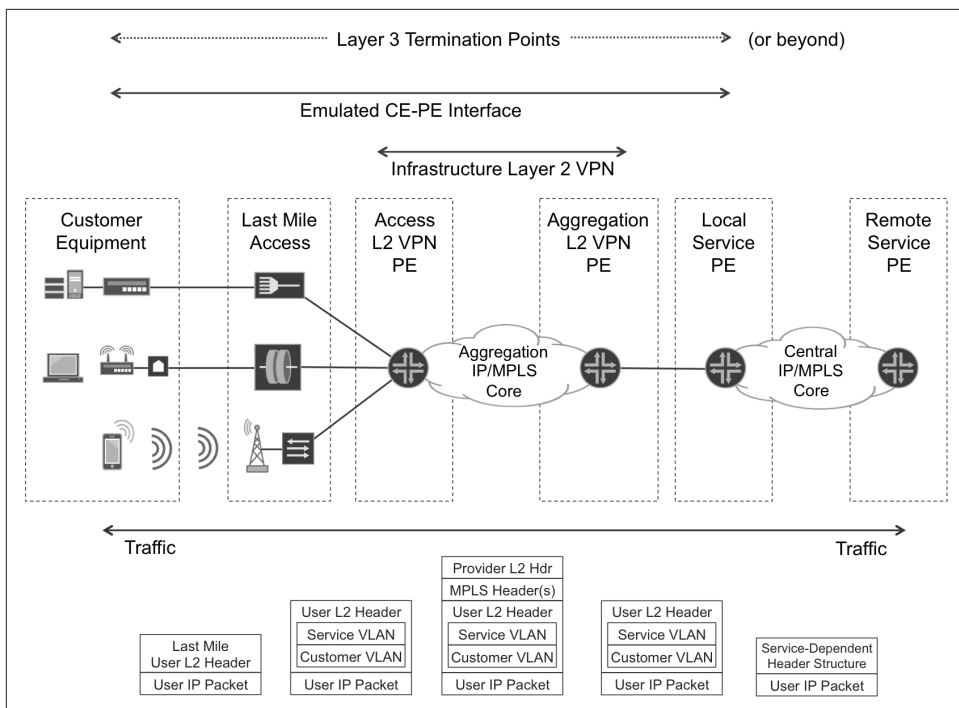 Layer 3 Termination Points
(or beyond)
Emulated CE-PE Interface
Infrastructure Layer 2 VPN
Customer
Equipment
Last Mile
Access
Access
L2 VPN
PE
Aggregation
L2 VPN
PE
Local
Service
PE
Remote
Service
PE
Aggregation
IP/MPLS
Core
Central
IP/MPLS
Core
Traffic
Traffic
Last Mile
User L2 Header
User IP Packet
User L2 Header
Service VLAN
Customer VLAN
User IP Packet
Provider L2 Hdr
MPLS Header(s)
User L2 Header
Service VLAN
Customer VLAN
User IP Packet
User L2 Header
Service VLAN
Customer VLAN
User IP Packet
Service-Dependent
Header Structure
User IP Packet